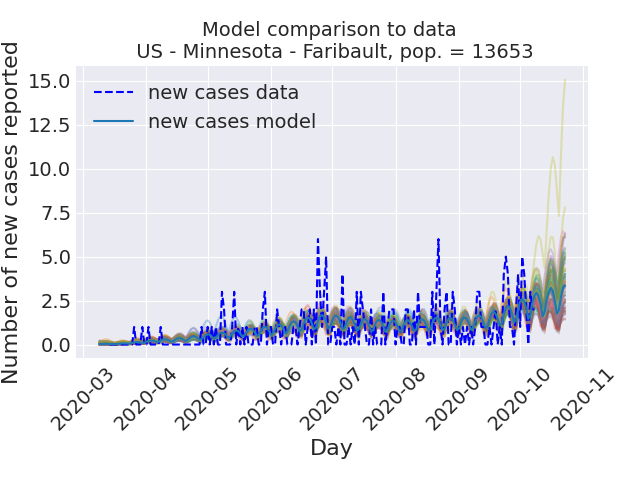 Model comparison to data
US - Minnesota - Faribault, pop. = 13653
Number of new cases reported
15.0
12.5
10.0
7.5
5.0
2.5
0.0
new cases data
new cases model
2020-03
2020-04
2020-05
2020-06
2020-07
2020-08
2020-09
2020-10
2020-11
Day